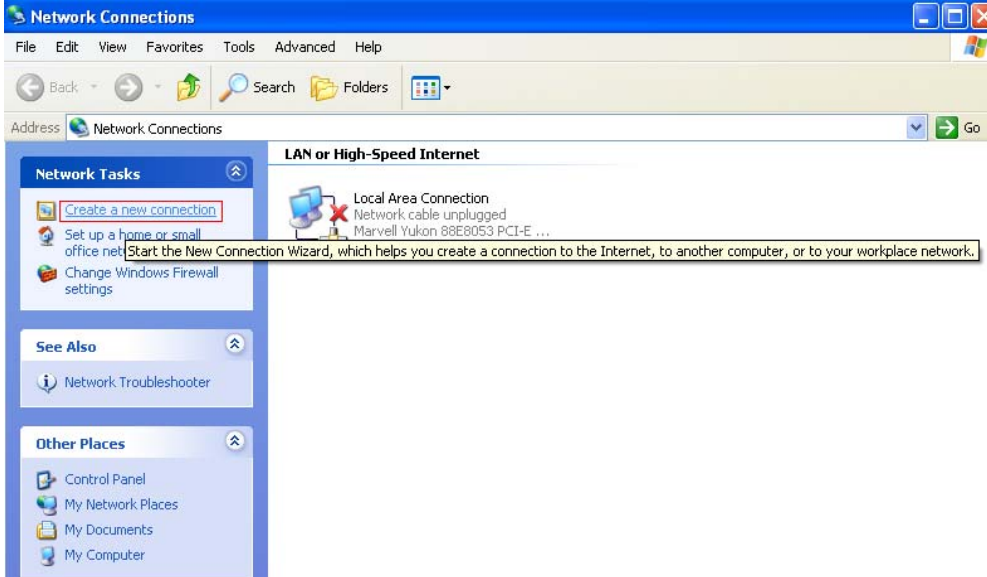 Network Connections
File Edit View Favorites Tools Advanced Help
Back Search Folders
Address Network Connections Go
Network Tasks
Create a new connection
Set up a home or small
office net
Change Windows Firewall
settings
See Also
Network Troubleshooter
Other Places
Control Panel
My Network Places
My Documents
My Computer
LAN or High-Speed Internet
Local Area Connection
Network cable unplugged
Marvell Yukon 88E8053 PCI-E ...
Start the New Connection Wizard, which helps you create a connection to the Internet, to another computer, or to your workplace network.